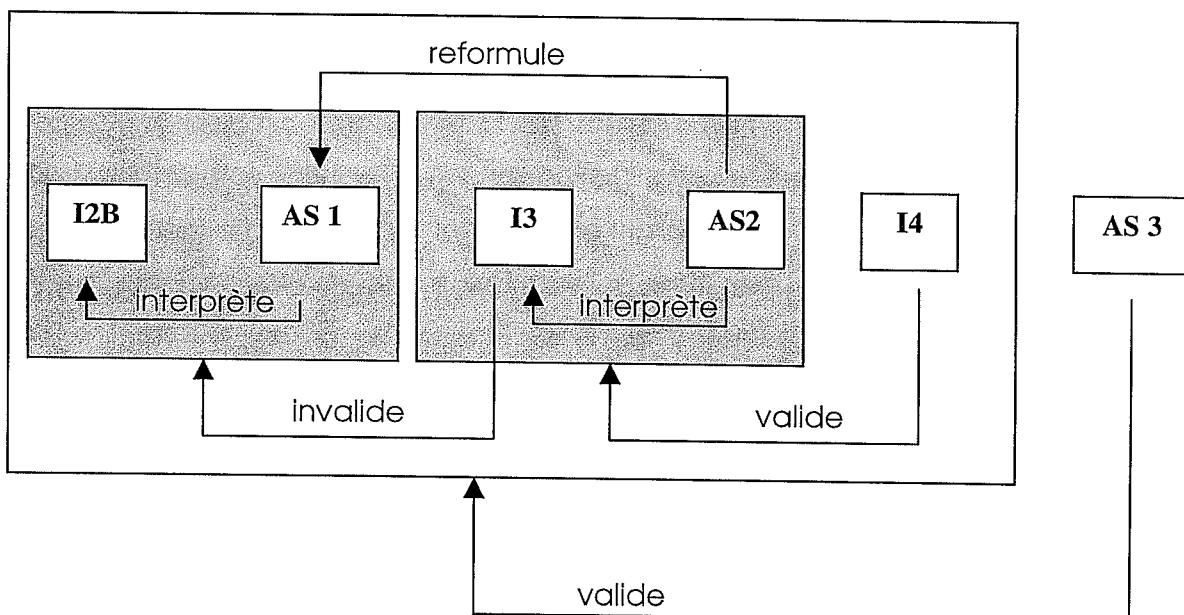 reformule
I2B
AS 1
I3
AS2
I4
AS 3
interprète
interprète
invalide
valide
valide